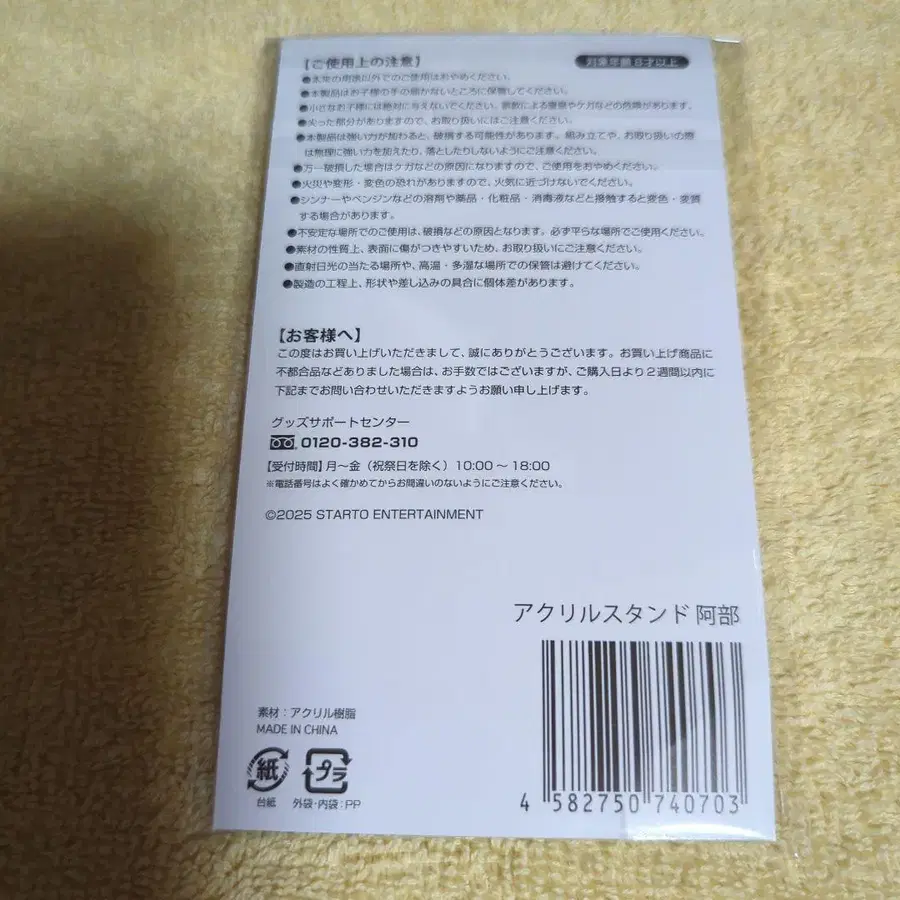 【ご使用上の注意】
対象年齢 8才以上
●本来の用途以外でのご使用はおやめください。
●本製品はお子様の手の届かないところに保管してください。
●小さなお子様には絶対に与えないでください。誤飲による窒息やケガなどの危険があります。
●尖った部分がありますので、お取り扱いにはご注意ください。
●本製品は強い力が加わると、破損する可能性があります。組み立てや、お取り扱いの際
は無理に強い力を加えたり、落としたりしないようにご注意ください。
●万一破損した場合はケガなどの原因になりますので、ご使用をおやめください。
●火災や変形・変色の恐れがありますので、火気に近づけないでください。
●シンナーやベンジンなどの溶剤や薬品・化粧品・消毒液などと接触すると変色・変質
する場合があります。
●不安定な場所でのご使用は、破損などの原因となります。必ず平らな場所でご使用ください。
●素材の性質上、表面に傷がつきやすいため、お取り扱いにご注意ください。
●直射日光の当たる場所や、高温・多湿な場所での保管は避けてください。
●製造の工程上、形状や差し込みの具合に個体差があります。
【お客様へ】
この度はお買い上げいただきまして、誠にありがとうございます。お買い上げ商品に
不都合品などありました場合は、お手数ではございますが、ご購入日より2週間以内に
下記までお問い合わせいただきますようお願い申し上げます。
グッズサポートセンター
0120-382-310
【受付時間】月〜金（祝祭日を除く）10:00〜18:00
※電話番号はよく確かめてからお間違いのないようにご注意ください。
©2025 STARTO ENTERTAINMENT
アクリルスタンド 阿部
素材：アクリル樹脂
MADE IN CHINA
紙
プラ
台紙
外袋・内袋：PP
4 582750 740703